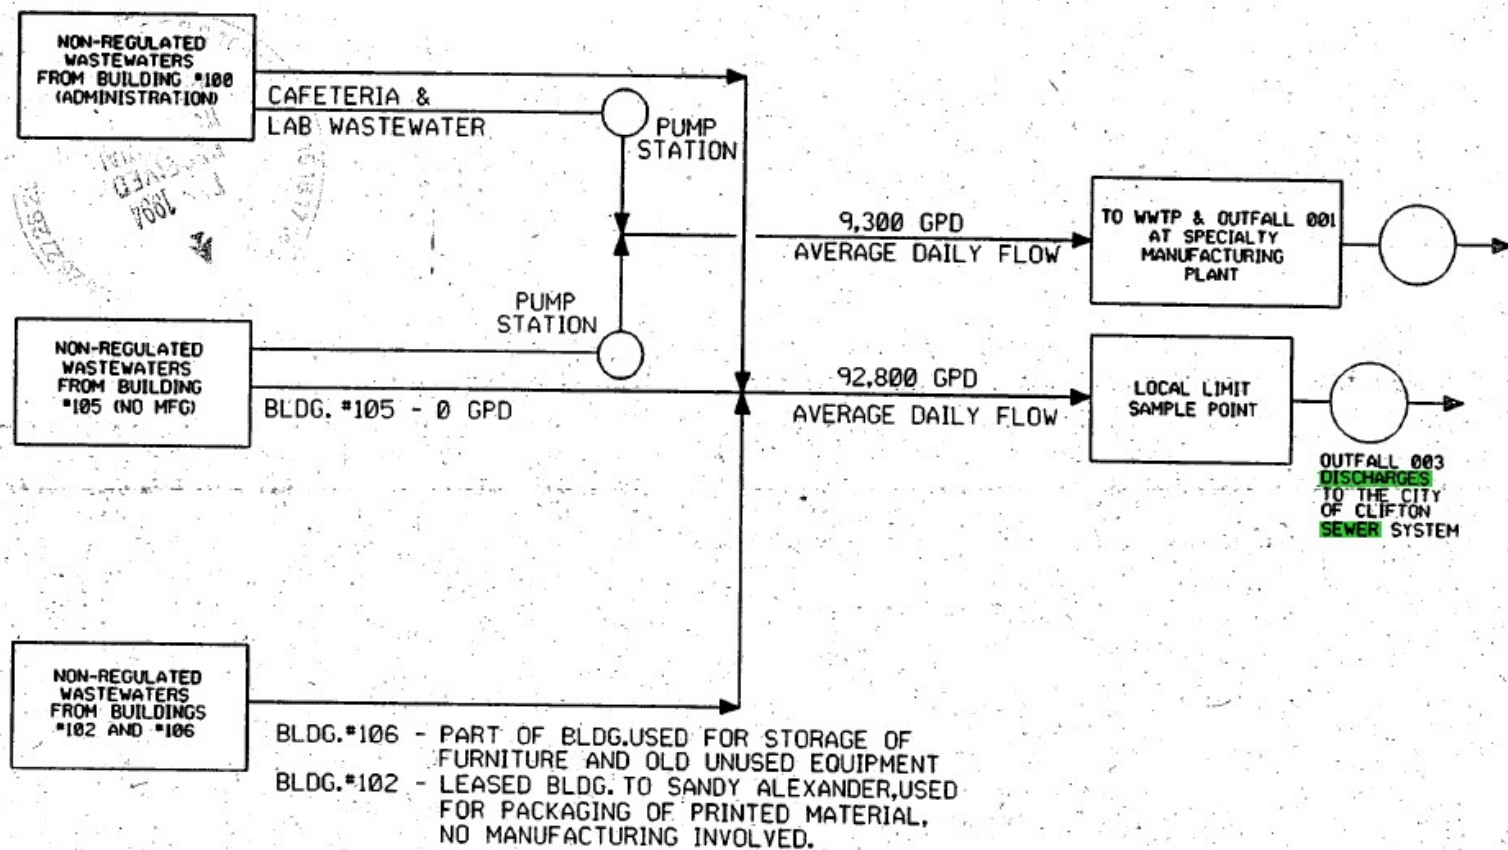 NON-REGULATED
WASTEWATERS
FROM BUILDING #100
(ADMINISTRATION)
CAFETERIA &
LAB WASTEWATER
PUMP
STATION
1994
9,300 GPD
AVERAGE DAILY FLOW
TO WWTP & OUTFALL 001
AT SPECIALTY
MANUFACTURING
PLANT
PUMP
STATION
NON-REGULATED
WASTEWATERS
FROM BUILDING
#105 (NO MFG)
BLDG. #105 - 0 GPD
92,800 GPD
AVERAGE DAILY FLOW
LOCAL LIMIT
SAMPLE POINT
OUTFALL 003
DISCHARGES
TO THE CITY
OF CLIFTON
SEWER SYSTEM
NON-REGULATED
WASTEWATERS
FROM BUILDINGS
#102 AND #106
BLDG.#106 - PART OF BLDG.USED FOR STORAGE OF
FURNITURE AND OLD UNUSED EQUIPMENT
BLDG.#102 - LEASED BLDG. TO SANDY ALEXANDER,USED
FOR PACKAGING OF PRINTED MATERIAL,
NO MANUFACTURING INVOLVED.